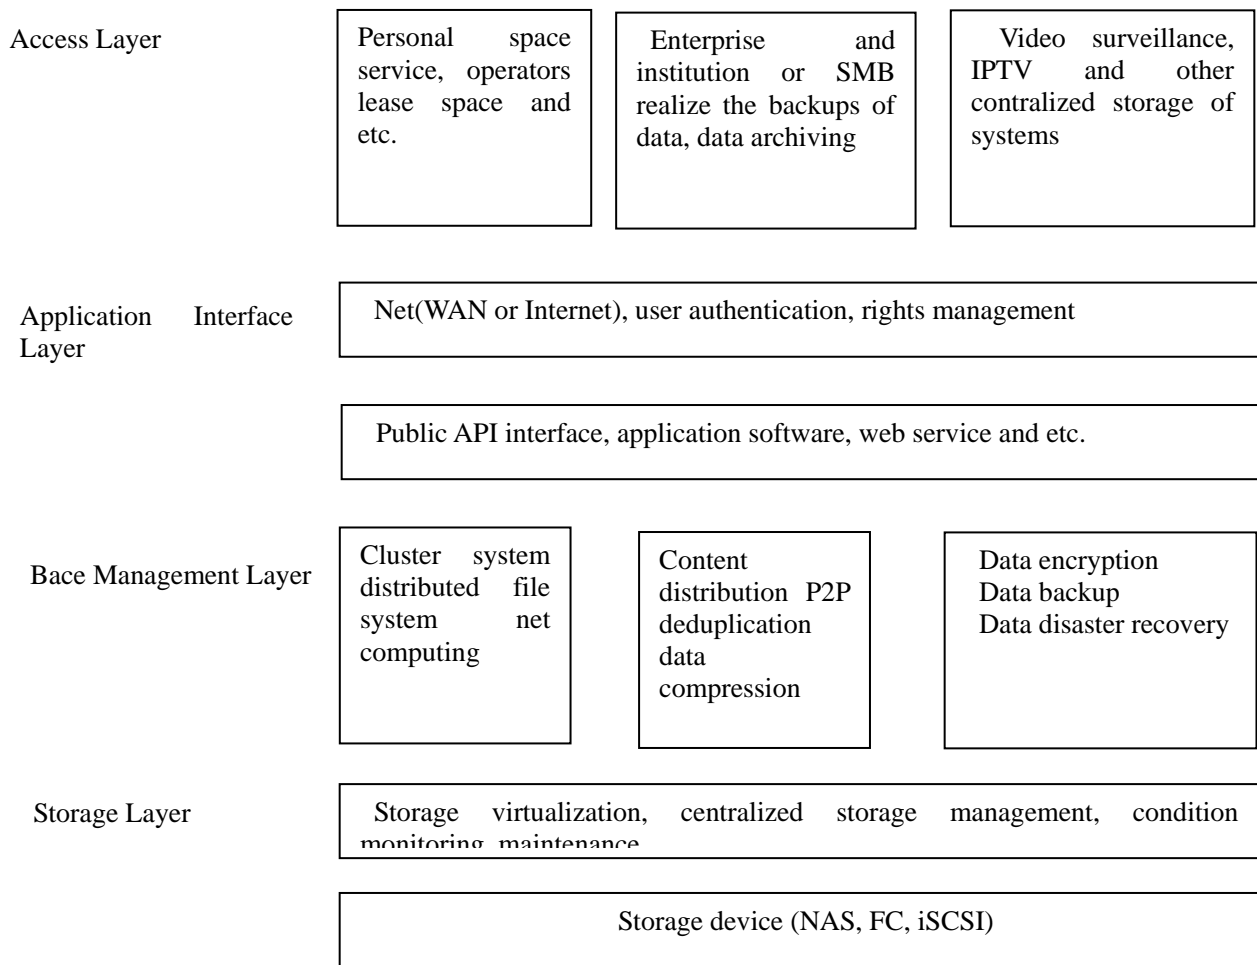 Access Layer
Personal space
service, operators
lease space and
etc.
Enterprise and
institution or SMB
realize the backups of
data, data archiving
Video surveillance,
IPTV and other
contralized storage of
systems
Application Interface
Layer
Net(WAN or Internet), user authentication, rights management
Public API interface, application software, web service and etc.
Bace Management Layer
Cluster system
distributed file
system net
computing
Content
distribution P2P
deduplication
data
compression
Data encryption
Data backup
Data disaster recovery
Storage Layer
Storage virtualization, centralized storage management, condition
monitoring, maintenance
Storage device (NAS, FC, iSCSI)